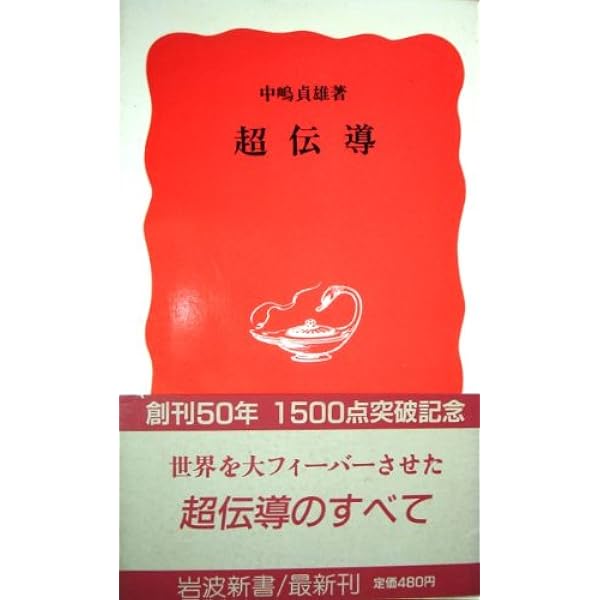 中嶋貞雄著
超伝導
創刊50年 1500点突破記念
世界を大フィーバーさせた
超伝導のすべて
岩波新書/最新刊 定価480円